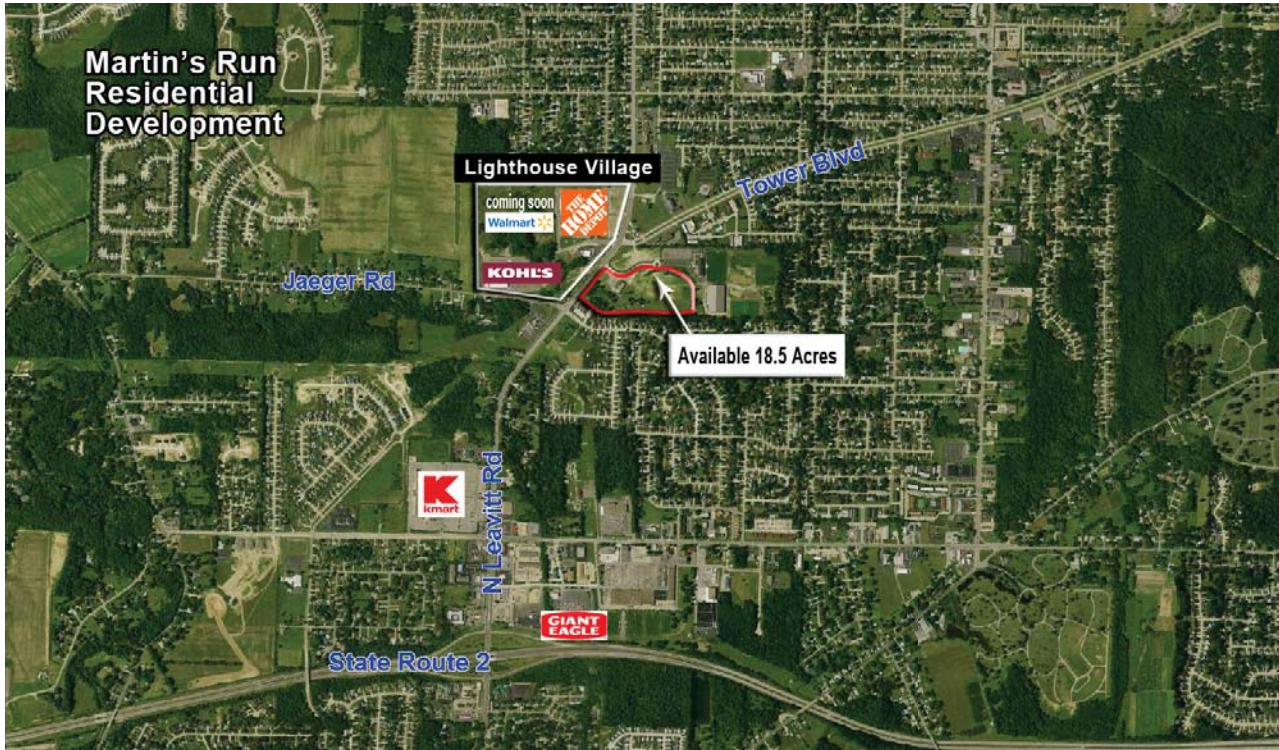 Martin's Run
Residential
Development
Lighthouse Village
coming soon
Walmart
THE
HOME
DEPOT
KOHL'S
Tower Blvd
Jaeger Rd
Available 18.5 Acres
K
kmart
N Leavitt Rd
GIANT
EAGLE
State Route 2